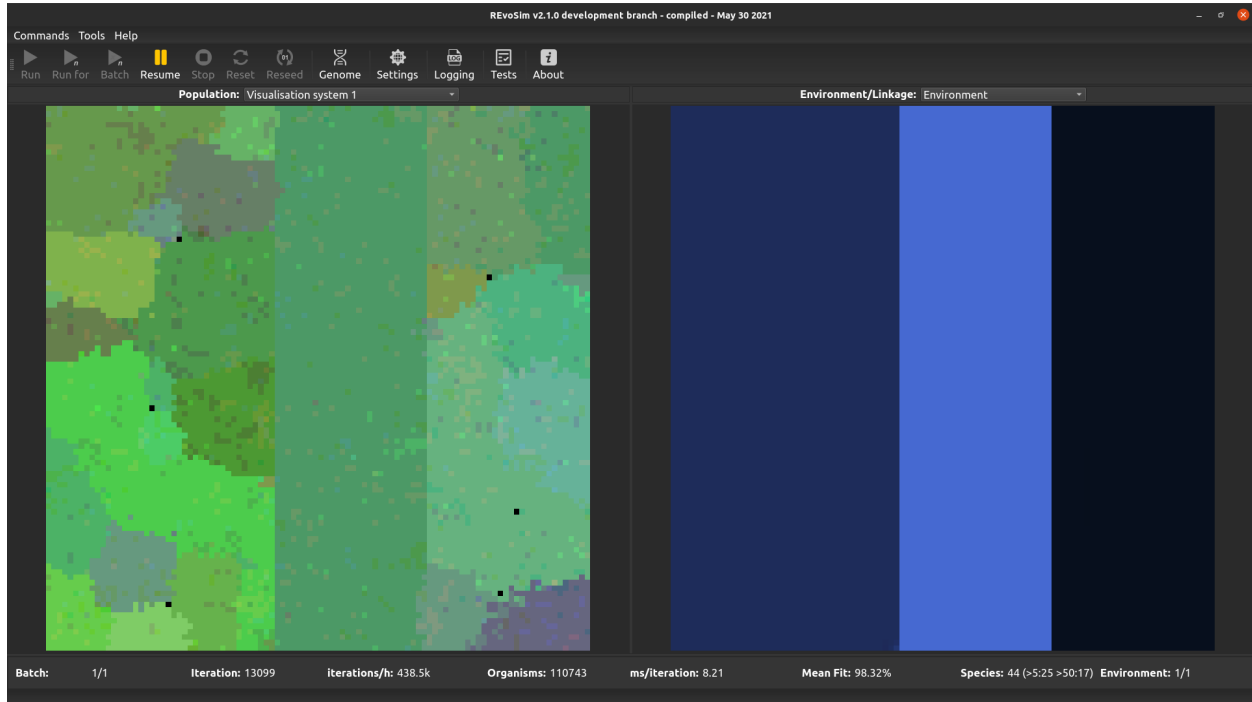 REvoSim v2.1.0 development branch - compiled - May 30 2021
Commands Tools Help
n n 01 LOG i
Run Run for Batch Resume Stop Reset Reseed Genome Settings Logging Tests About
Population: Visualisation system 1 Environment/Linkage: Environment
Batch: 1/1 Iteration: 13099 iterations/h: 438.5k Organisms: 110743 ms/iteration: 8.21 Mean Fit: 98.32% Species: 44 (>5:25 >50:17) Environment: 1/1